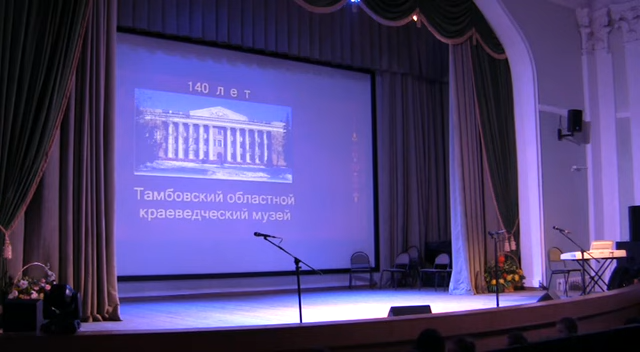 140 лет
Тамбовский областной
краеведческий музей